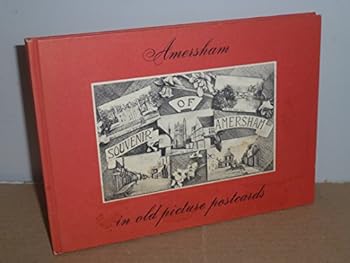 Amersham
SOUVENIR OF AMERSHAM
in old picture postcards